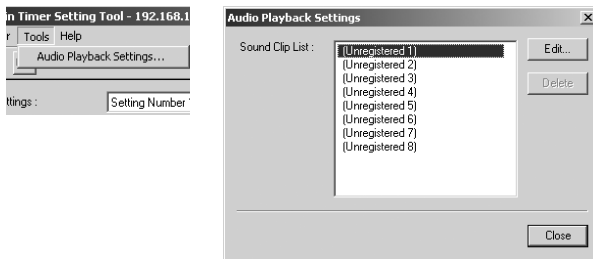 in Timer Setting Tool - 192.168.1
r Tools Help
Audio Playback Settings...
ttings : Setting Number
Audio Playback Settings
Sound Clip List :
(Unregistered 1)
(Unregistered 2)
(Unregistered 3)
(Unregistered 4)
(Unregistered 5)
(Unregistered 6)
(Unregistered 7)
(Unregistered 8)
Edit...
Delete
Close